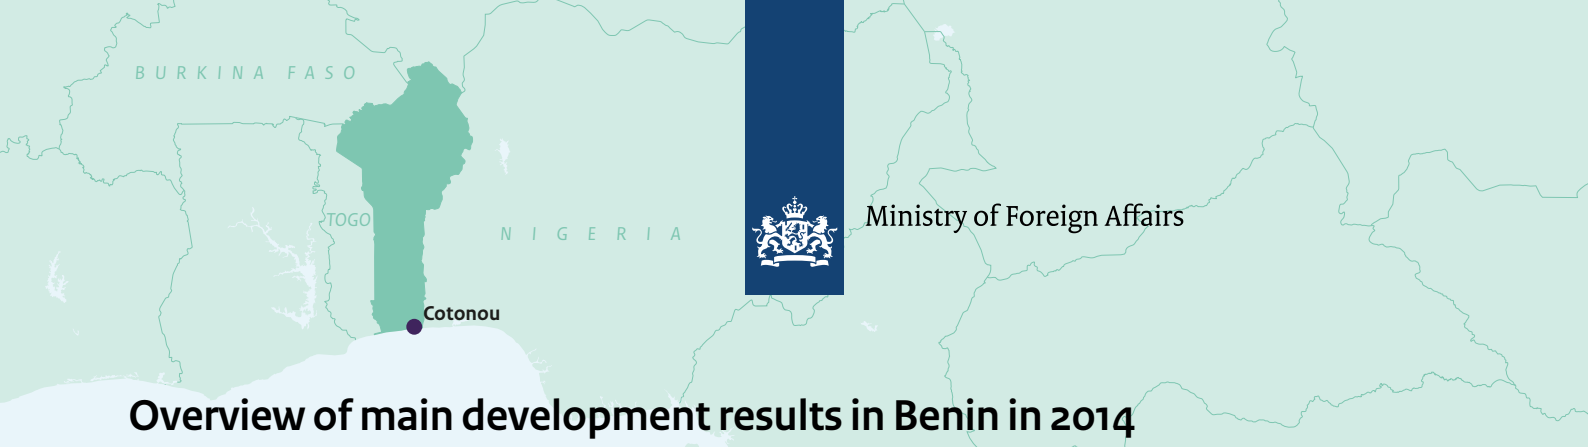 BURKINA FASO
TOGO
NIGERIA
Ministry of Foreign Affairs
Cotonou
Overview of main development results in Benin in 2014